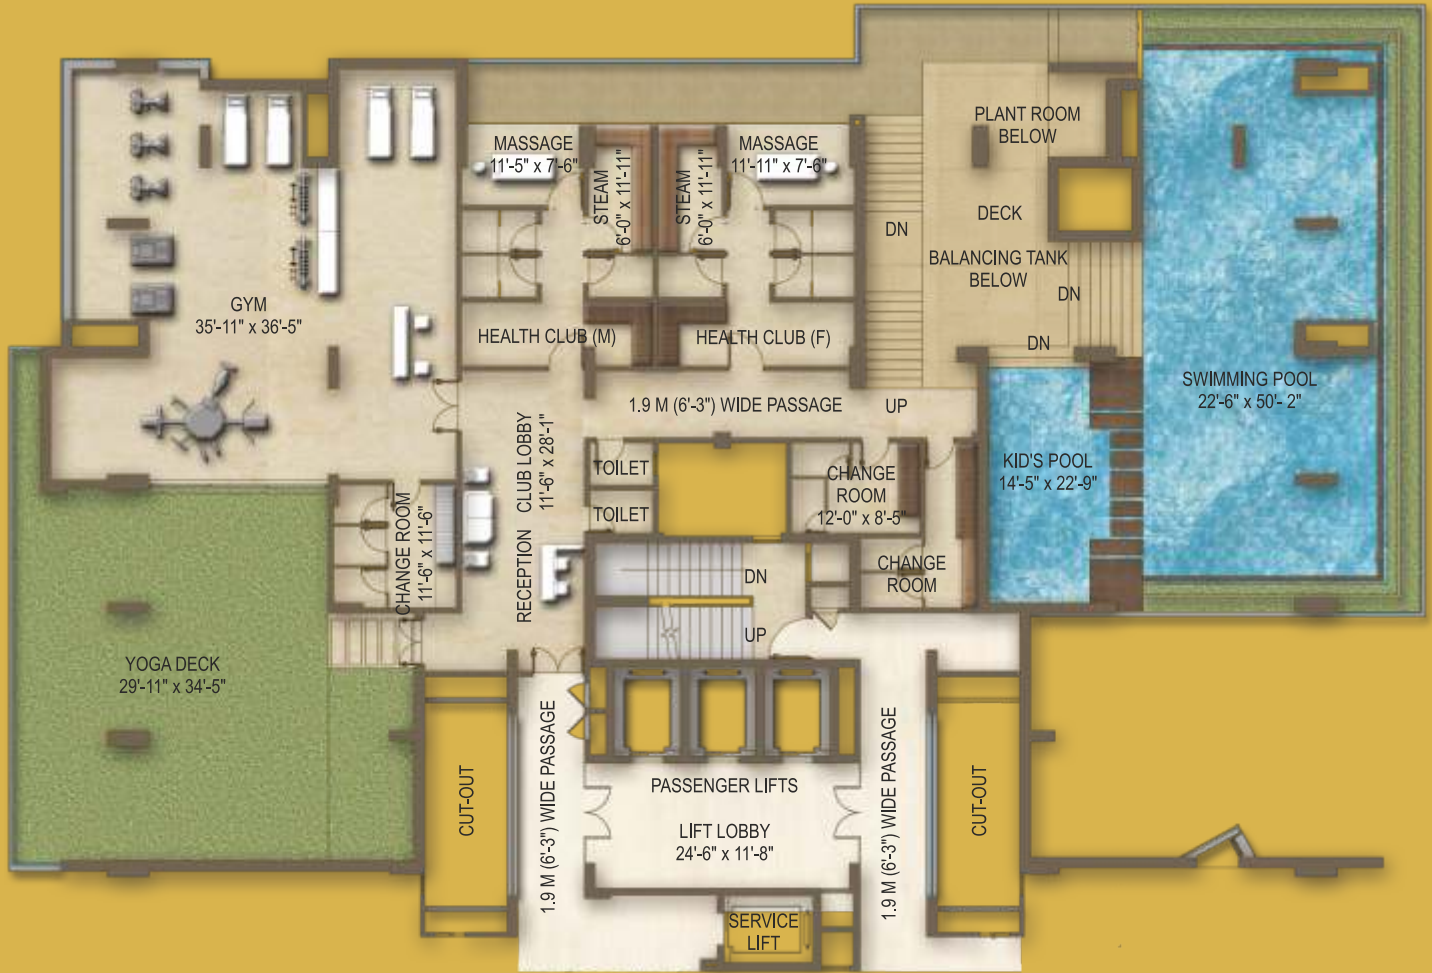 PLANT ROOM
BELOW
MASSAGE
11'-5" x 7'-6"
STEAM
6'-0" x 11'-11"
STEAM
6'-0" x 11'-11"
MASSAGE
11'-11" x 7'-6"
DECK
DN
BALANCING TANK
BELOW
DN
DN
GYM
35'-11" x 36'-5"
HEALTH CLUB (M)
HEALTH CLUB (F)
SWIMMING POOL
22'-6" x 50'- 2"
1.9 M (6'-3") WIDE PASSAGE
UP
CLUB LOBBY
11'-6" x 28'-1"
RECEPTION
TOILET
TOILET
CHANGE
ROOM
12'-0" x 8'-5"
KID'S POOL
14'-5" x 22'-9"
CHANGE ROOM
11'-6" x 11'-6"
CHANGE
ROOM
DN
UP
YOGA DECK
29'-11" x 34'-5"
CUT-OUT
1.9 M (6'-3") WIDE PASSAGE
PASSENGER LIFTS
LIFT LOBBY
24'-6" x 11'-8"
1.9 M (6'-3") WIDE PASSAGE
CUT-OUT
SERVICE
LIFT